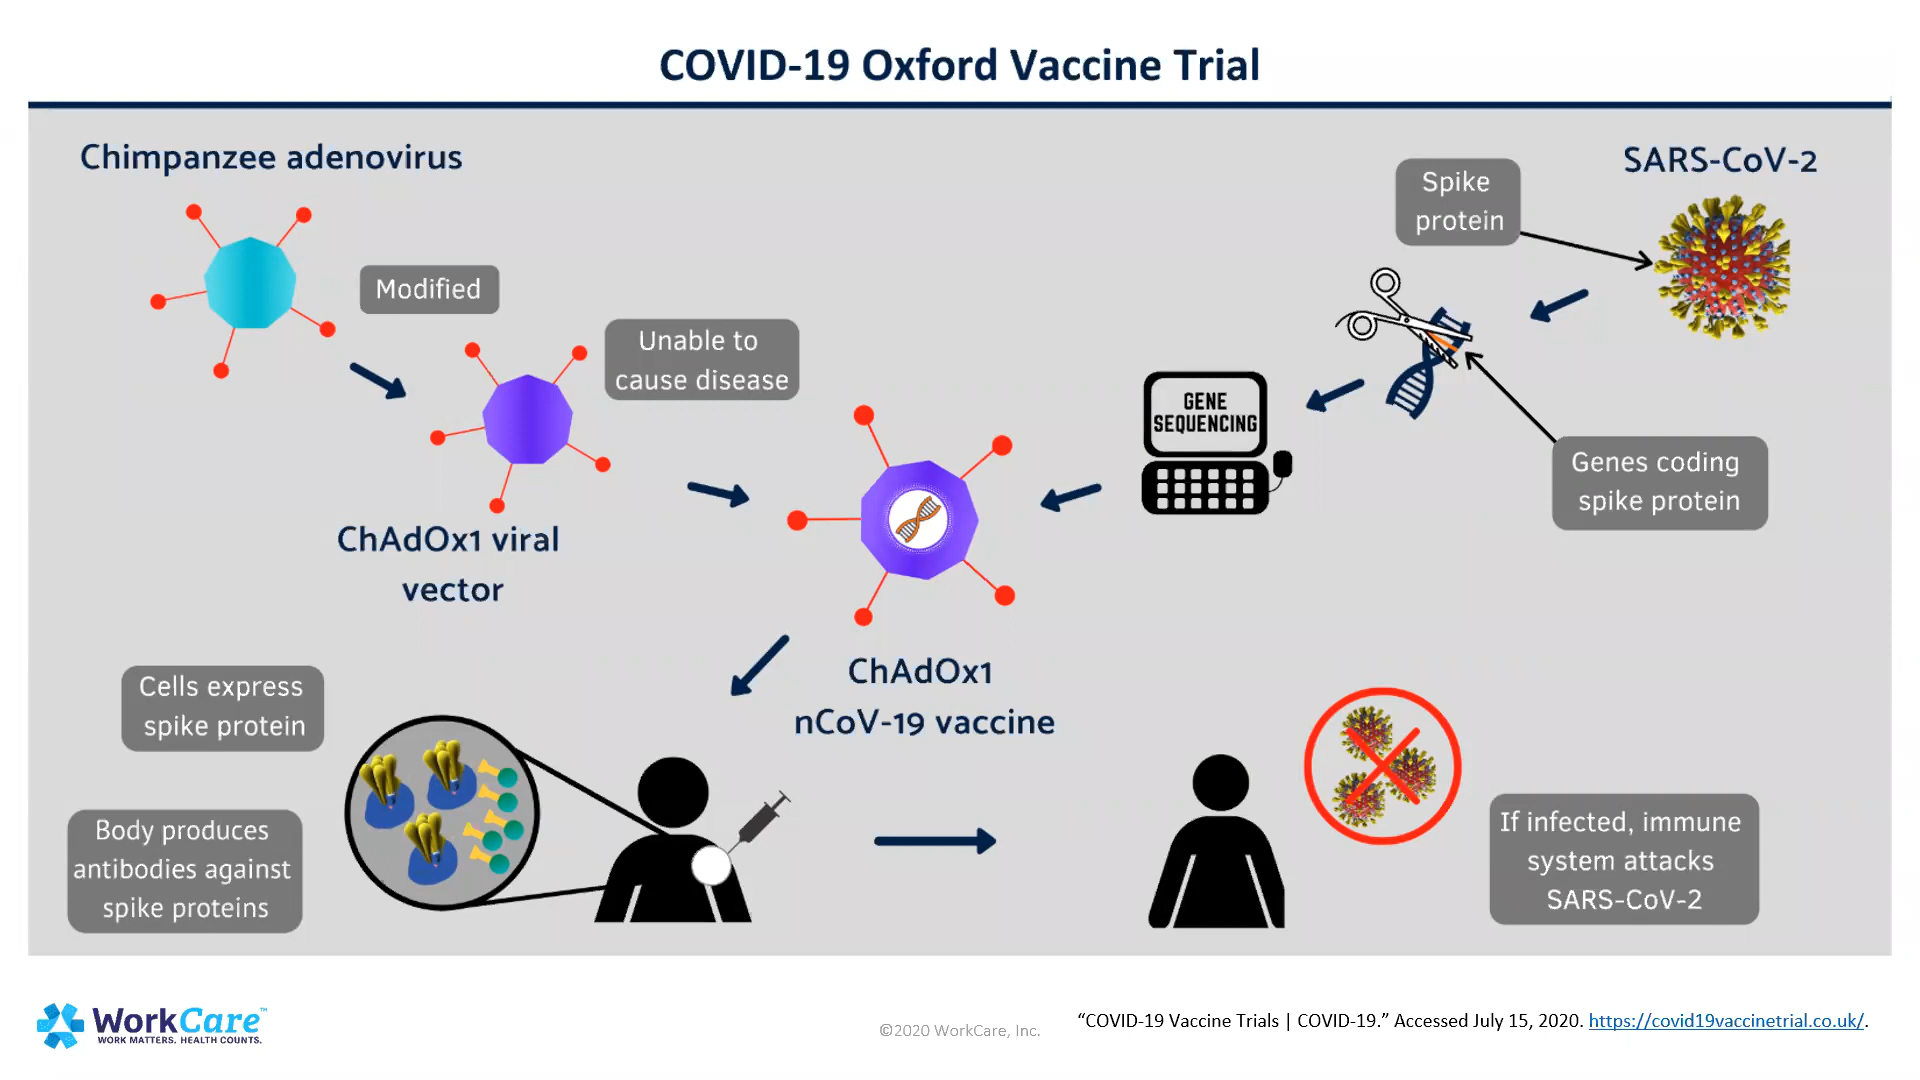 COVID-19 Oxford Vaccine Trial
Chimpanzee adenovirus
Modified
Unable to
cause disease
ChAdOx1 viral
vector
SARS-CoV-2
Spike
protein
Genes coding
spike protein
GENE
SEQUENCING
ChAdOx1
nCoV-19 vaccine
Cells express
spike protein
Body produces
antibodies against
spike proteins
If infected, immune
system attacks
SARS-CoV-2
WorkCare™
WORK MATTERS. HEALTH COUNTS.
©2020 WorkCare, Inc.
“COVID-19 Vaccine Trials | COVID-19.” Accessed July 15, 2020. https://covid19vaccinetrial.co.uk/.